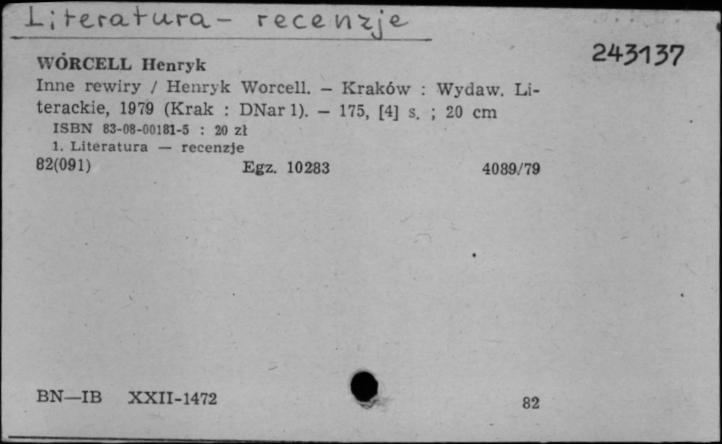 Literatura - recenzje
243137
WÓRCELL Henryk
Inne rewiry / Henryk Worcell. – Kraków : Wydaw. Li-
terackie, 1979 (Krak : DNar 1). – 175, [4] s. ; 20 cm
ISBN 83-08-00181-5 : 20 zł
1. Literatura — recenzje
82(091) Egz. 10283 4089/79
BN—IB XXII-1472 82